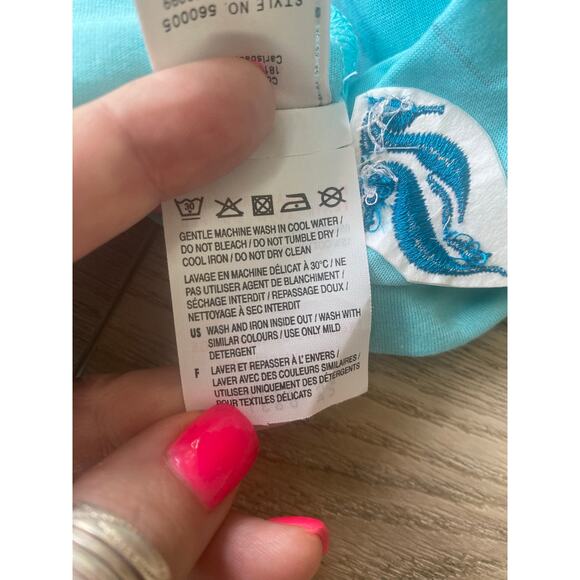 STYLE NO. 560005
30
GENTLE MACHINE WASH IN COOL WATER /
DO NOT BLEACH / DO NOT TUMBLE DRY /
COOL IRON / DO NOT DRY CLEAN
LAVAGE EN MACHINE DÉLICAT À 30°C / NE
PAS UTILISER AGENT DE BLANCHIMENT /
SÉCHAGE INTERDIT / REPASSAGE DOUX /
NETTOYAGE À SEC INTERDIT
US WASH AND IRON INSIDE OUT / WASH WITH
SIMILAR COLOURS / USE ONLY MILD
DETERGENT
F LAVER ET REPASSER À L' ENVERS /
LAVER AVEC DES COULEURS SIMILAIRES /
UTILISER UNIQUEMENT DES DÉTERGENTS
POUR TEXTILES DÉLICATS